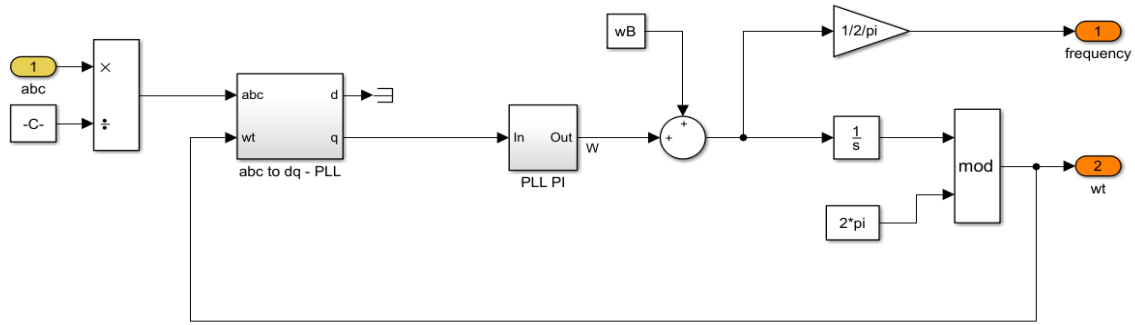 wB
1/2/pi
1
frequency
1
abc
×
-C-
÷
abc
d
wt
q
abc to dq - PLL
In
Out
PLL PI
W
+
+
1
s
mod
2*pi
2
wt